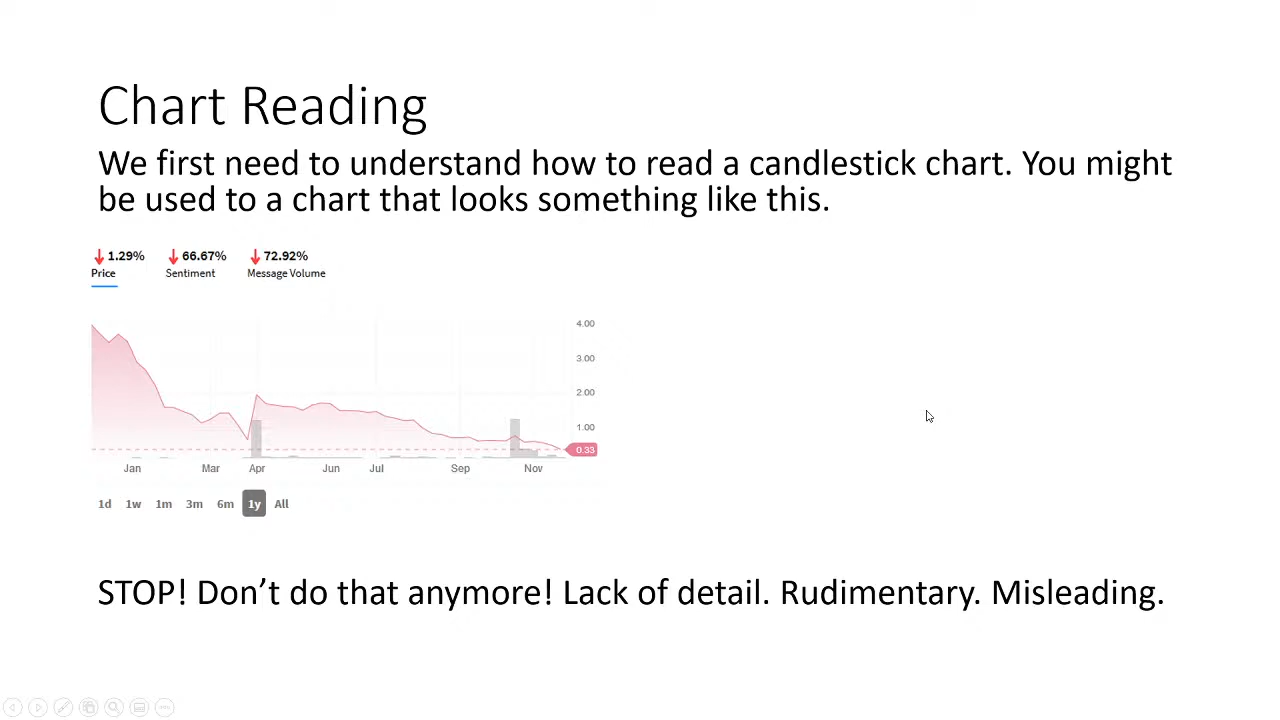 Chart Reading
We first need to understand how to read a candlestick chart. You might
be used to a chart that looks something like this.
1.29% 66.67% 72.92%
Price Sentiment Message Volume
4.00
3.00
2.00
1.00
0.33
Jan Mar Apr Jun Jul Sep Nov
1d 1w 1m 3m 6m 1y All
STOP! Don’t do that anymore! Lack of detail. Rudimentary. Misleading.